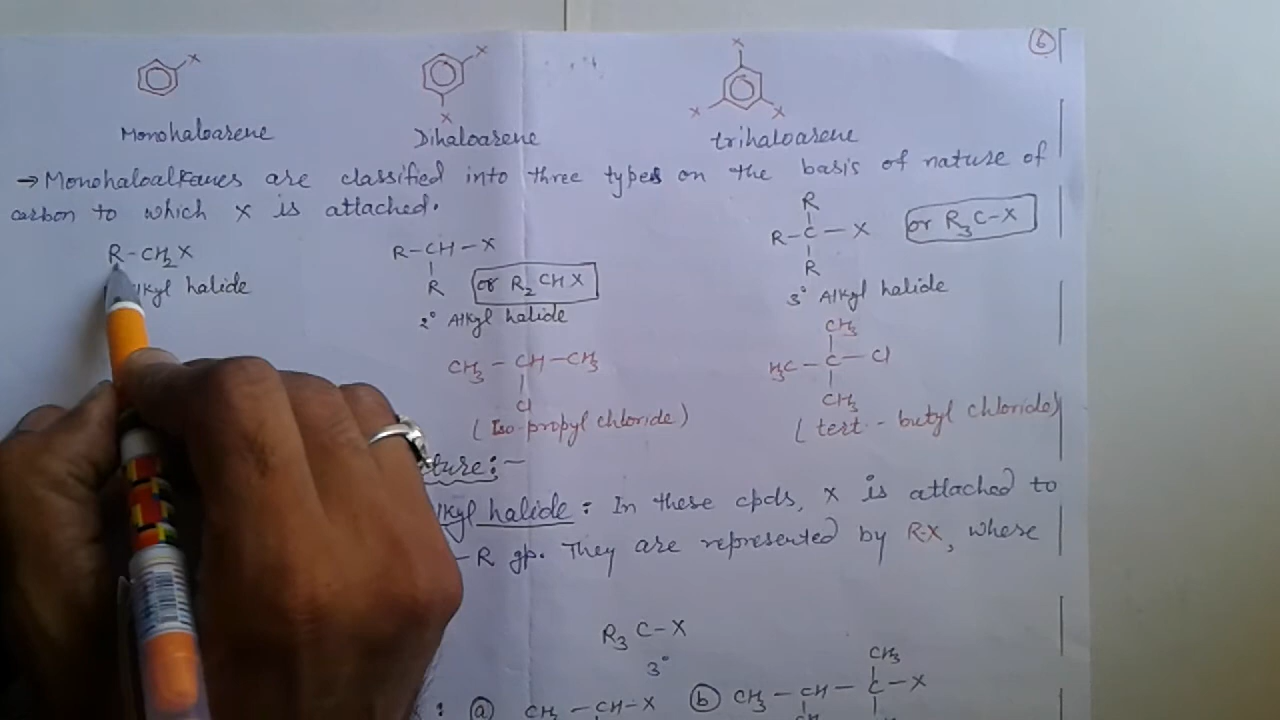 6
X X X
X X X
Monohaloarene Dihaloarene trihaloarene
→ Monohaloalkanes are classified into three types on the basis of nature of
carbon to which X is attached.
R-CH₂X
alkyl halide
R-CH-X
R
or R₂CHX
2° Alkyl halide
CH₃-CH-CH₃
Cl
(Iso-propyl chloride)
R
R-C-X
R
or R₃C-X
3° Alkyl halide
CH₃
H₃C-C-Cl
CH₃
(tert-butyl chloride)
alkyl halide: In these cpds, X is attached to
-R gp. They are represented by R-X, where
R₃C-X
3°
: (a) CH₃-CH-X
CH₃
(b) CH₃-CH-C-X